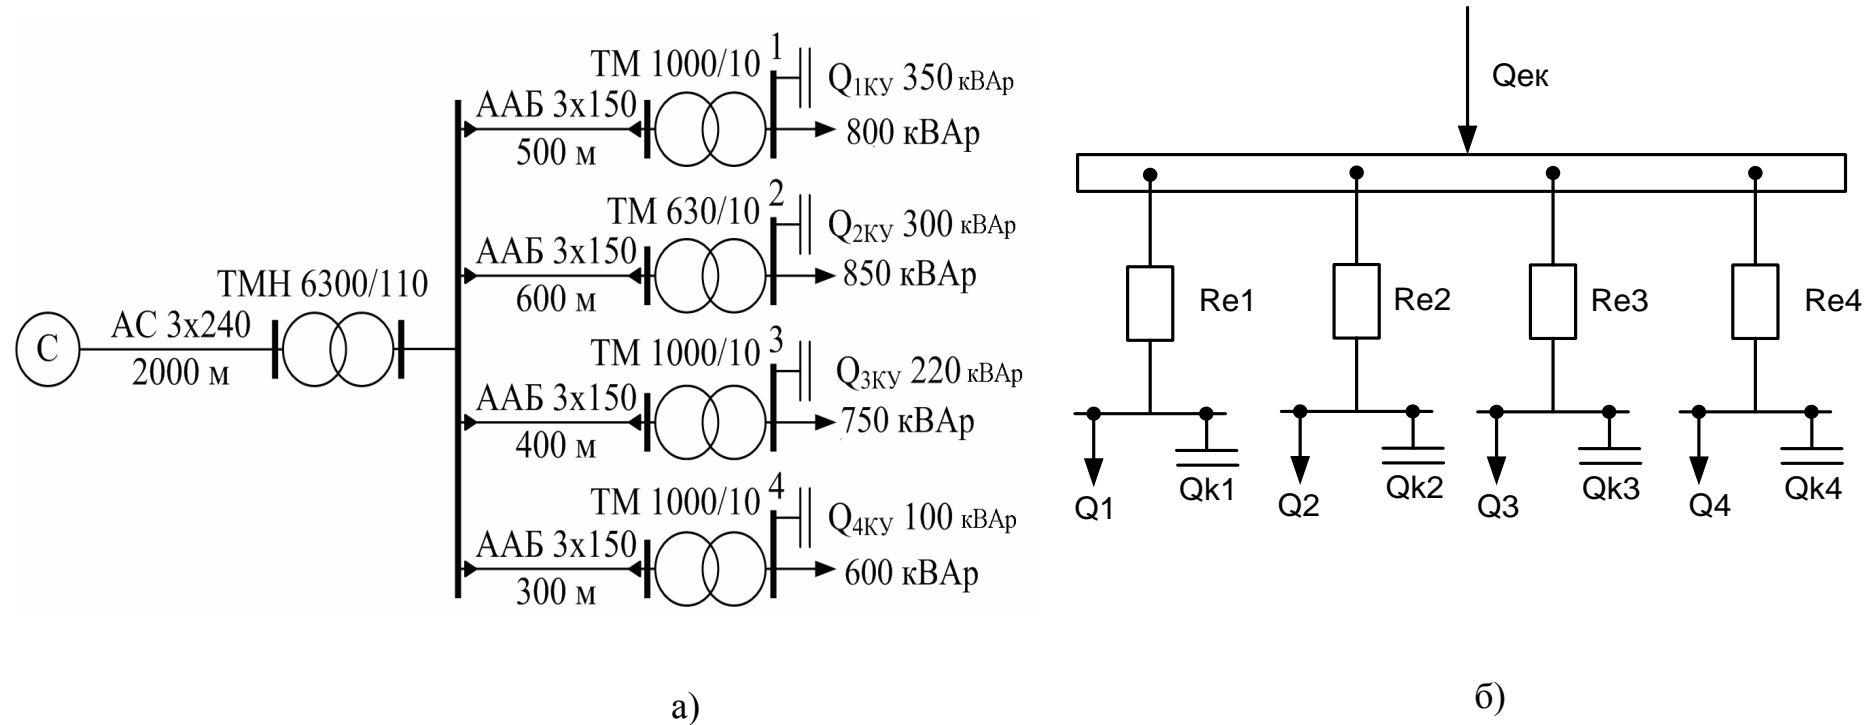 С
АС 3х240
2000 м
ТМН 6300/110
ААБ 3х150
500 м
ТМ 1000/10
1
Q1КУ 350 кВАр
800 кВАр
ААБ 3х150
600 м
ТМ 630/10
2
Q2КУ 300 кВАр
850 кВАр
ААБ 3х150
400 м
ТМ 1000/10
3
Q3КУ 220 кВАр
750 кВАр
ААБ 3х150
300 м
ТМ 1000/10
4
Q4КУ 100 кВАр
600 кВАр
а)
Qек
Re1
Re2
Re3
Re4
Q1
Qk1
Q2
Qk2
Q3
Qk3
Q4
Qk4
б)